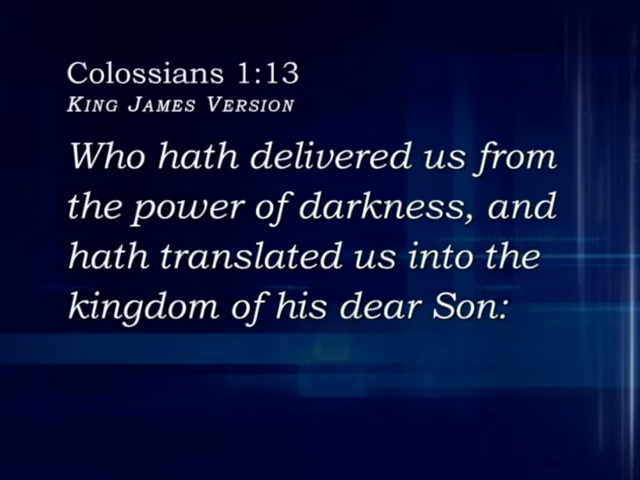 Colossians 1:13
King James Version
Who hath delivered us from
the power of darkness, and
hath translated us into the
kingdom of his dear Son: